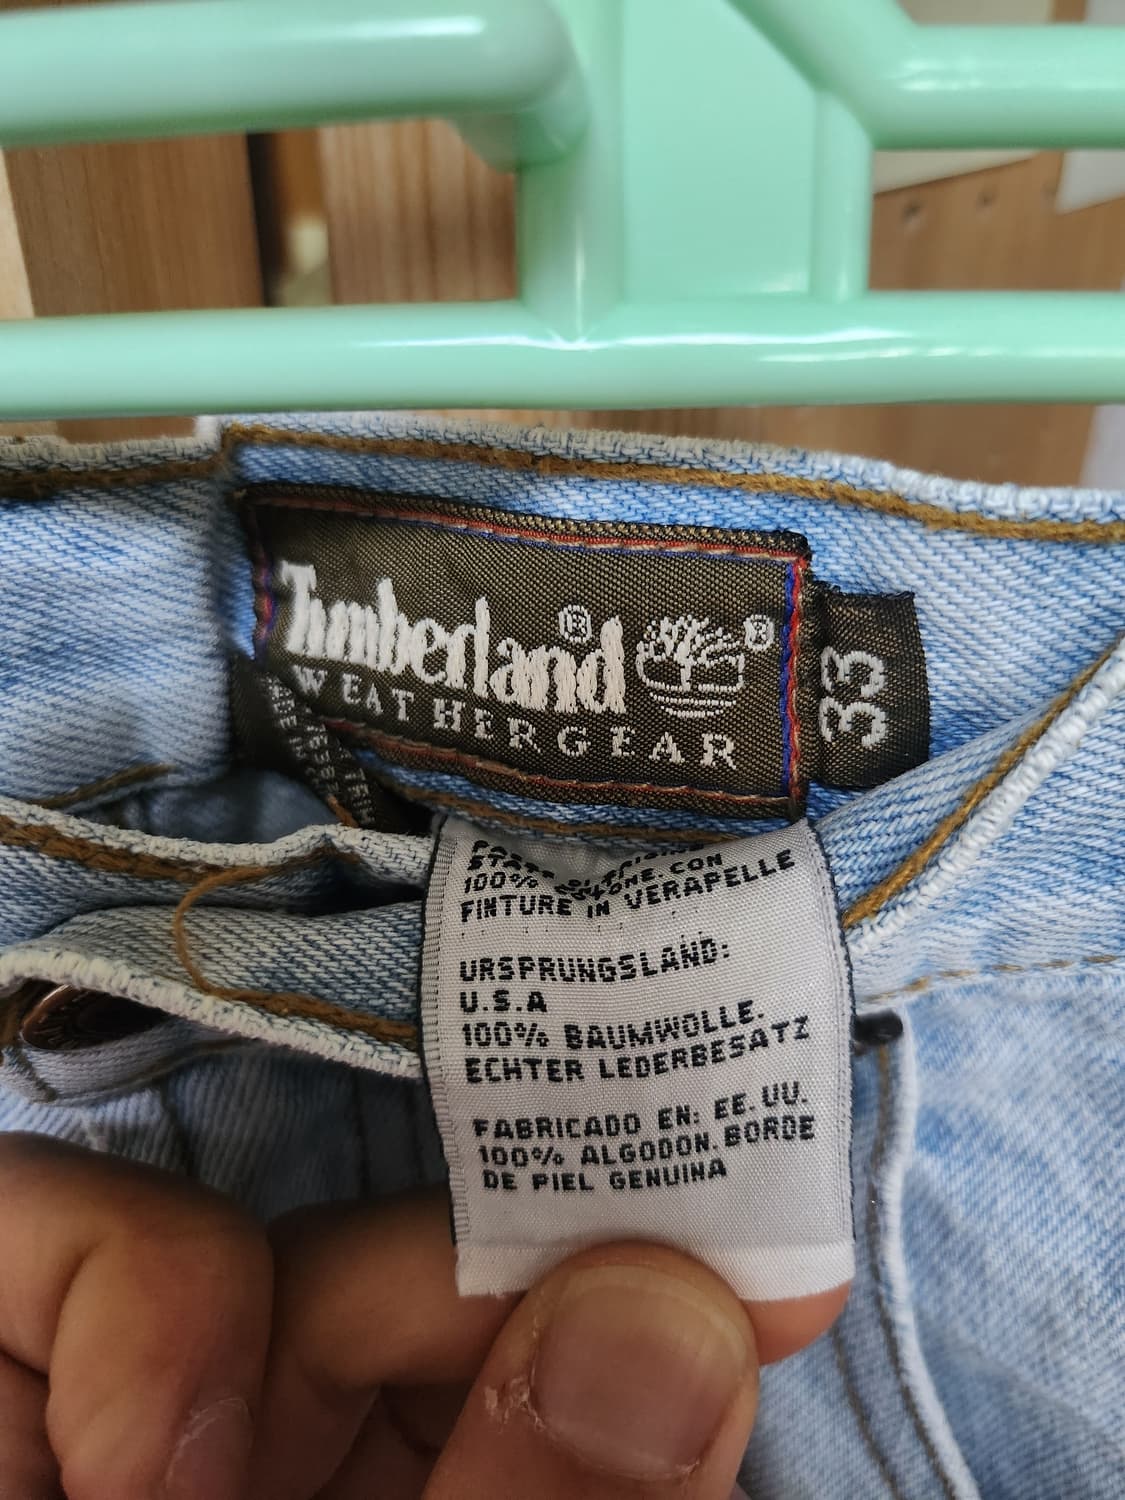 Timberland®
®
WEATHERGEAR
33
MADE
100%
CON
FINTURE IN VERAPELLE
URSPRUNGSLAND:
U.S.A
100% BAUMWOLLE.
ECHTER LEDERBESATZ
FABRICADO EN: EE.UU.
100% ALGODON. BORDE
DE PIEL GENUINA